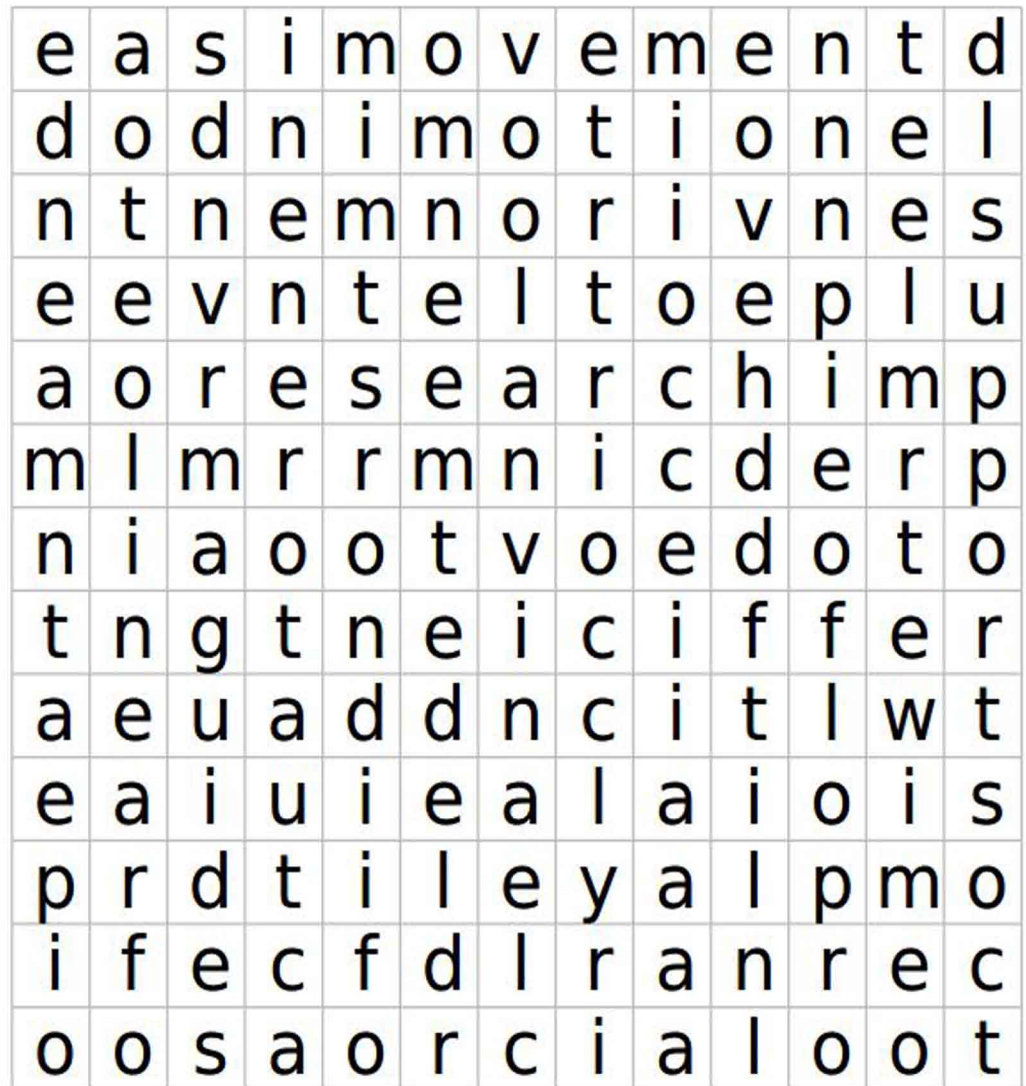 e a s i m o v e m e n t d
d o d n i m o t i o n e l
n t n e m n o r i v n e s
e e v n t e l t o e p l u
a o r e s e a r c h i m p
m l m r r m n i c d e r p
n i a o o t v o e d o t o
t n g t n e i c i f f e r
a e u a d d n c i t l w t
e a i u i e a l a i o i s
p r d t i l e y a l p m o
i f e c f d l r a n r e c
o o s a o r c i a l o o t